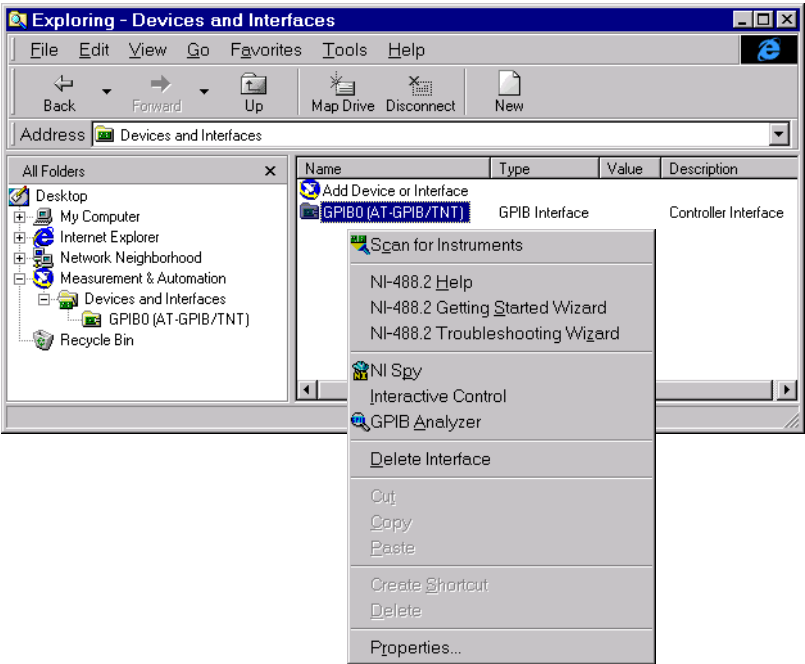 Exploring - Devices and Interfaces
File Edit View Go Favorites Tools Help
Back Forward Up Map Drive Disconnect New
Address Devices and Interfaces
All Folders
Desktop
My Computer
Internet Explorer
Network Neighborhood
Measurement & Automation
Devices and Interfaces
GPIB0 (AT-GPIB/TNT)
Recycle Bin
Name Type Value Description
Add Device or Interface
GPIB0 (AT-GPIB/TNT) GPIB Interface Controller Interface
Scan for Instruments
NI-488.2 Help
NI-488.2 Getting Started Wizard
NI-488.2 Troubleshooting Wizard
NI Spy
Interactive Control
GPIB Analyzer
Delete Interface
Cut
Copy
Paste
Create Shortcut
Delete
Properties...